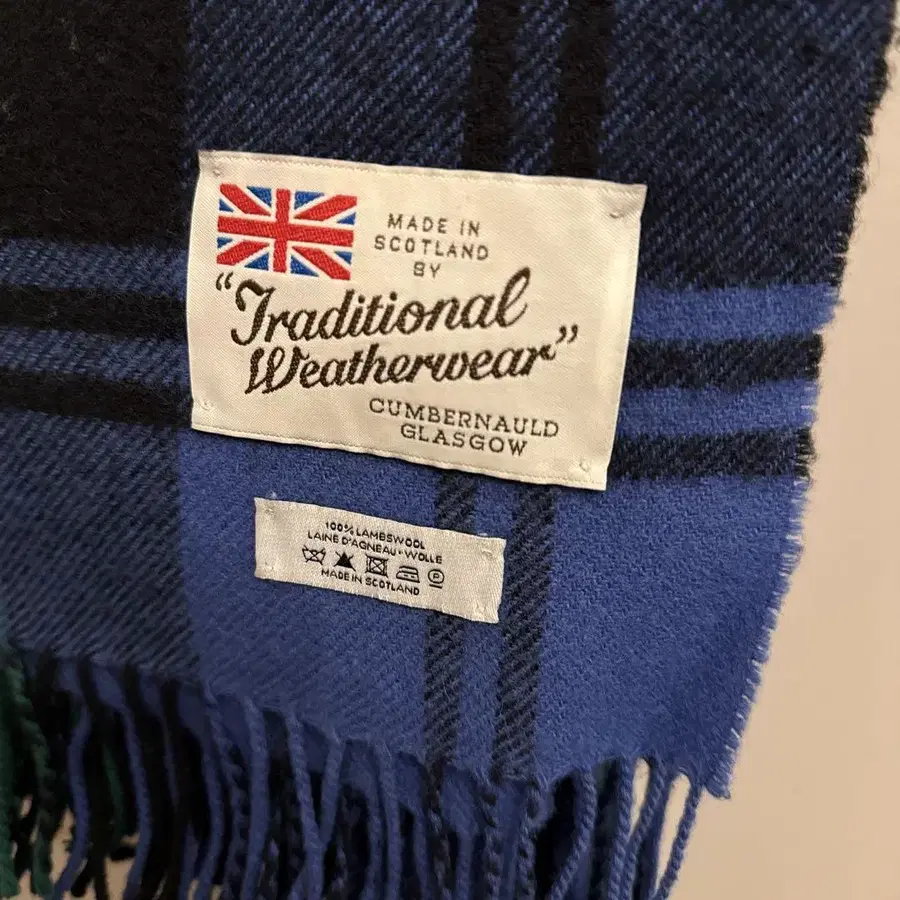 MADE IN
SCOTLAND
BY
"Traditional
Weatherwear"
CUMBERNAULD
GLASGOW
100% LAMBSWOOL
LAINE D'AGNEAU • WOLLE
P
MADE IN SCOTLAND